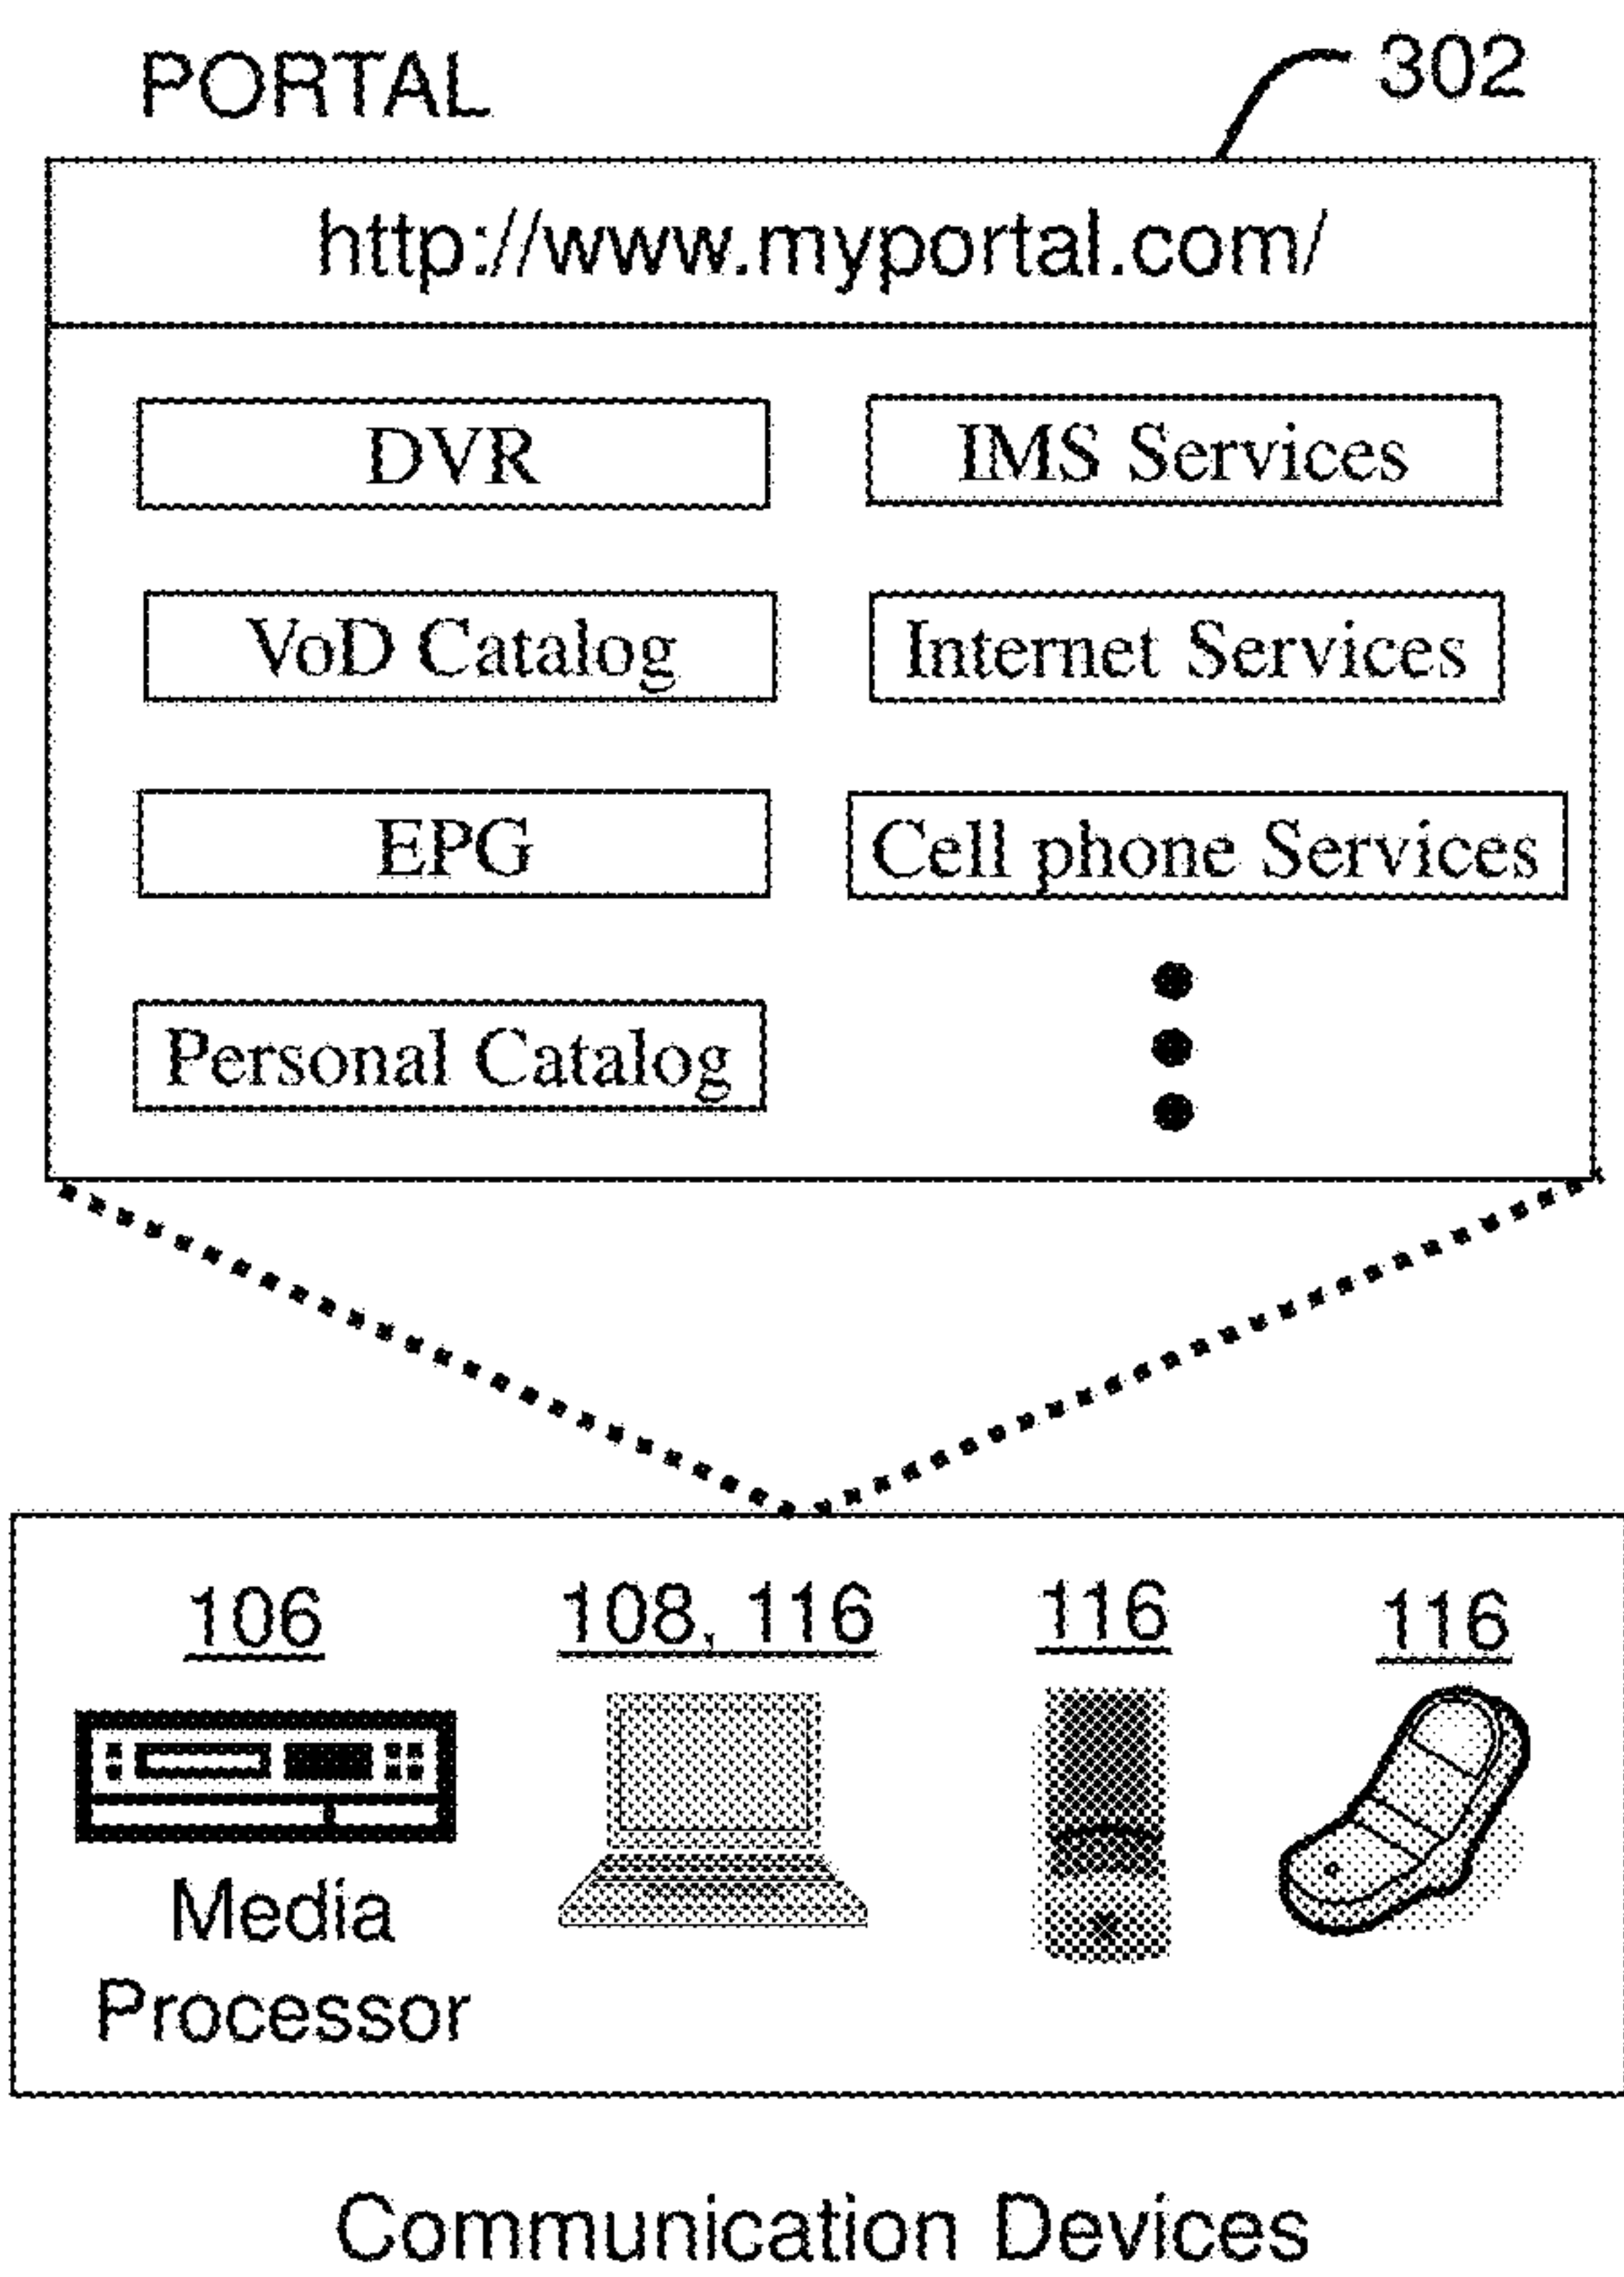 PORTAL
302
http://www.myportal.com/
DVR
IMS Services
VoD Catalog
Internet Services
EPG
Cell phone Services
Personal Catalog
106
108, 116
116
116
Media
Processor
Communication Devices